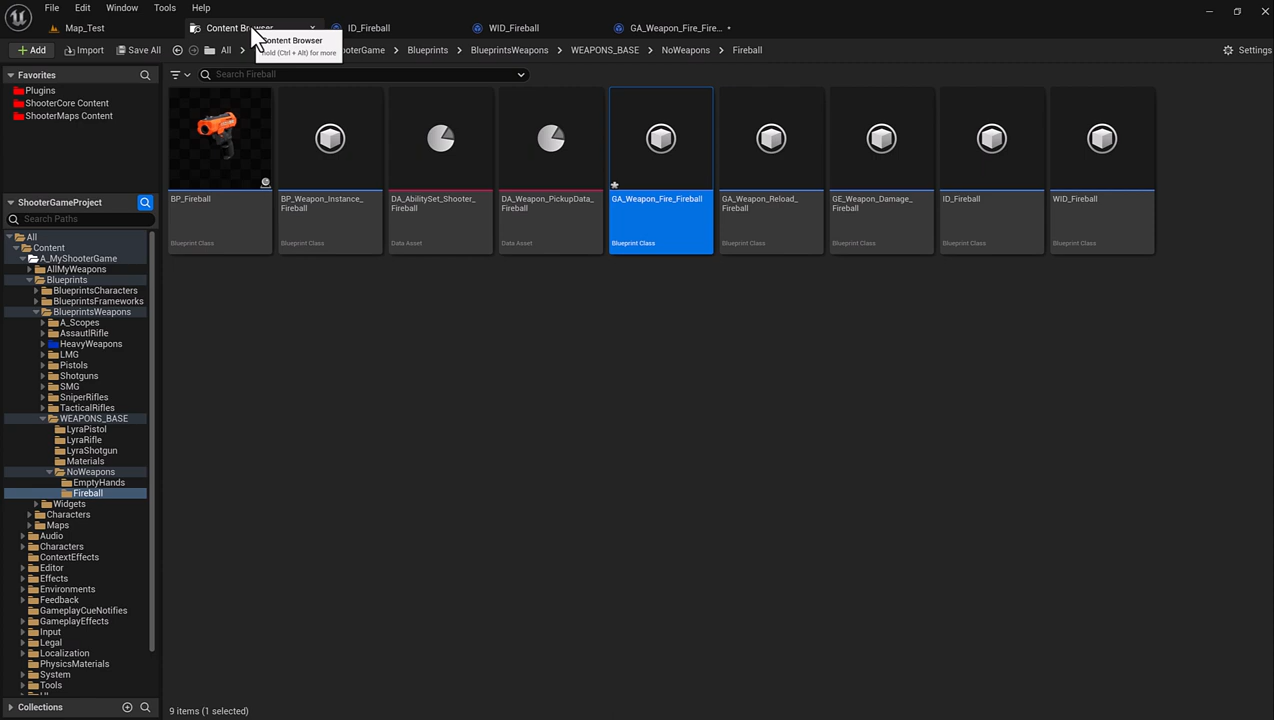 File Edit Window Tools Help
Map_Test Content Browser ID_Fireball WID_Fireball GA_Weapon_Fire_Fire...
Add Import Save All All ShooterGame Blueprints BlueprintsWeapons WEAPONS_BASE NoWeapons Fireball Settings
Content Browser
hold (Ctrl + Alt) for more
Favorites
Search Fireball
Plugins
ShooterCore Content
ShooterMaps Content
BP_Fireball
Blueprint Class
BP_Weapon_Instance_
Fireball
Blueprint Class
DA_AbilitySet_Shooter_
Fireball
Data Asset
DA_Weapon_PickupData_
Fireball
Data Asset
GA_Weapon_Fire_Fireball
Blueprint Class
GA_Weapon_Reload_
Fireball
Blueprint Class
GE_Weapon_Damage_
Fireball
Blueprint Class
ID_Fireball
Blueprint Class
WID_Fireball
Blueprint Class
ShooterGameProject
Search Paths
All
Content
A_MyShooterGame
AllMyWeapons
Blueprints
BlueprintsCharacters
BlueprintsFrameworks
BlueprintsWeapons
A_Scopes
AssautlRifle
HeavyWeapons
LMG
Pistols
Shotguns
SMG
SniperRifles
TacticalRifles
WEAPONS_BASE
LyraPistol
LyraRifle
LyraShotgun
Materials
NoWeapons
EmptyHands
Fireball
Widgets
Characters
Maps
Audio
Characters
ContextEffects
Editor
Effects
Environments
Feedback
GameplayCueNotifies
GameplayEffects
Input
Legal
Localization
PhysicsMaterials
System
Tools
Collections
9 items (1 selected)